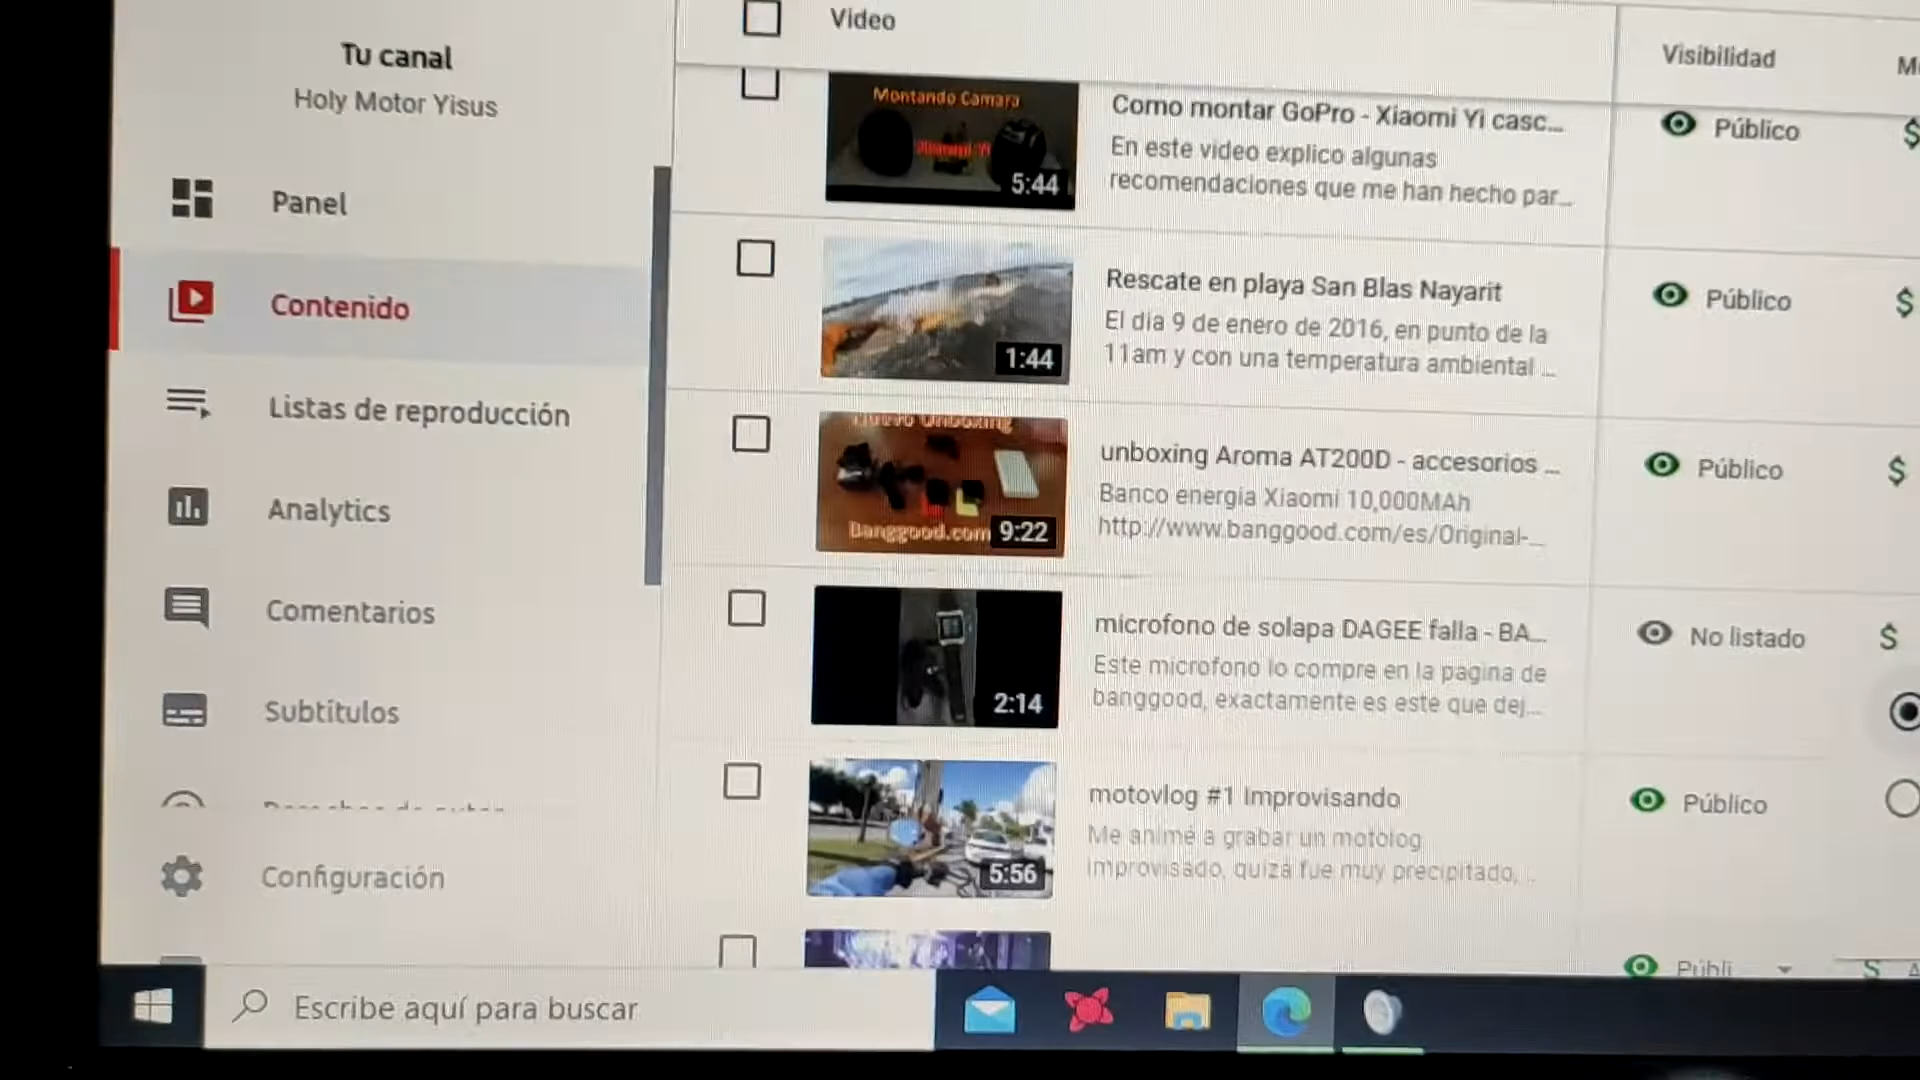 Tu canal
Holy Motor Yisus
Panel
Contenido
Listas de reproducción
Analytics
Comentarios
Subtítulos
Configuración
Video
Visibilidad
Montando Camara
Xiaomi Yi
5:44
Como montar GoPro - Xiaomi Yi casc...
En este video explico algunas
recomendaciones que me han hecho par...
Público
$
1:44
Rescate en playa San Blas Nayarit
El dia 9 de enero de 2016, en punto de la
11am y con una temperatura ambiental ...
Público
$
Nuevo Unboxing
Banggood.com
9:22
unboxing Aroma AT200D - accesorios ...
Banco energia Xiaomi 10,000MAh
http://www.banggood.com/es/Original-...
Público
$
2:14
microfono de solapa DAGEE falla - BA...
Este microfono lo compre en la pagina de
banggood, exactamente es este que dej...
No listado
$
5:56
motovlog #1 Improvisando
Me animé a grabar un motolog
improvisado, quizá fue muy precipitado, ..
Público
$
Escribe aquí para buscar